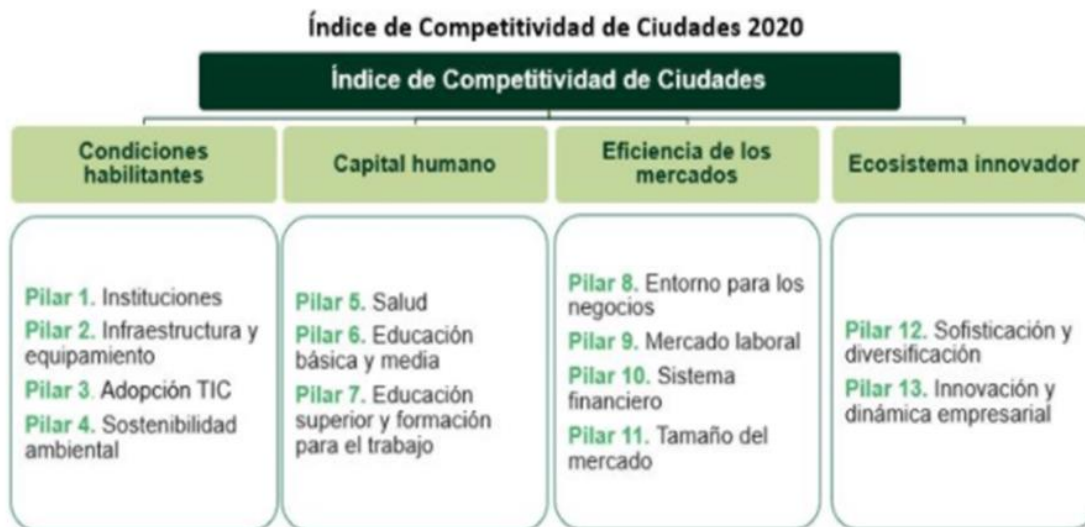 Índice de Competitividad de Ciudades 2020
Índice de Competitividad de Ciudades
Condiciones
habilitantes
Pilar 1. Instituciones
Pilar 2. Infraestructura y
equipamiento
Pilar 3. Adopción TIC
Pilar 4. Sostenibilidad
ambiental
Capital humano
Pilar 5. Salud
Pilar 6. Educación
básica y media
Pilar 7. Educación
superior y formación
para el trabajo
Eficiencia de los
mercados
Pilar 8. Entorno para los
negocios
Pilar 9. Mercado laboral
Pilar 10. Sistema
financiero
Pilar 11. Tamaño del
mercado
Ecosistema innovador
Pilar 12. Sofisticación y
diversificación
Pilar 13. Innovación y
dinámica empresarial